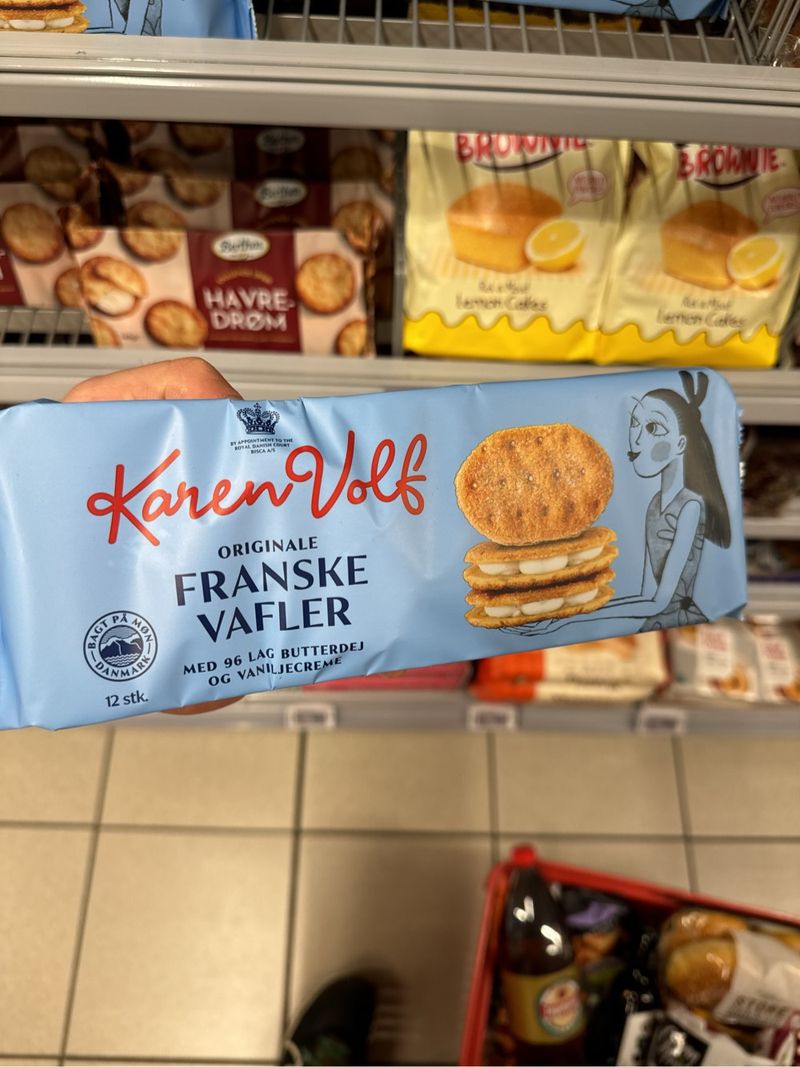 BROWNIE
BROWNIE
Lemon Cakes
Lemon Cakes
HAVRE-
DRØM
BY APPOINTMENT TO THE
ROYAL DANISH COURT
BISCA A/S
Karen Volf
ORIGINALE
FRANSKE
VAFLER
MED 96 LAG BUTTERDEJ
OG VANILJECREME
BAGT PÅ MØN
DANMARK
12 stk.
STORE